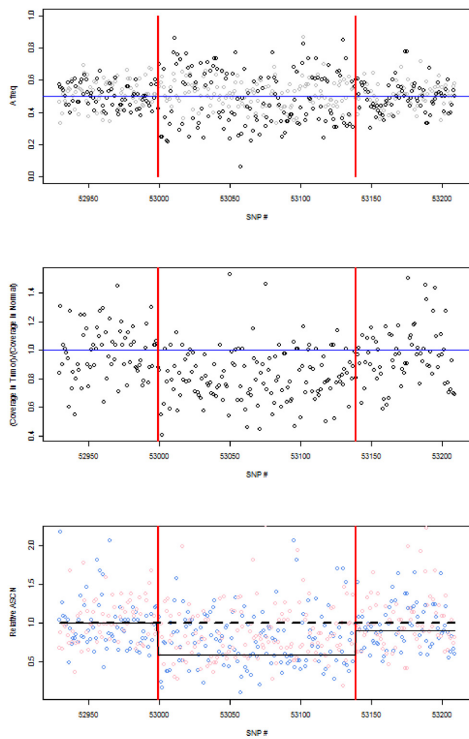 A freq
0.0 0.2 0.4 0.6 0.8 1.0
52950 53000 53050 53100 53150 53200
SNP #
(Coverage in Tumor)/(Coverage in Normal)
0.4 0.6 0.8 1.0 1.2 1.4
52950 53000 53050 53100 53150 53200
SNP #
Relative ASCN
0.5 1.0 1.5 2.0
52950 53000 53050 53100 53150 53200
SNP #